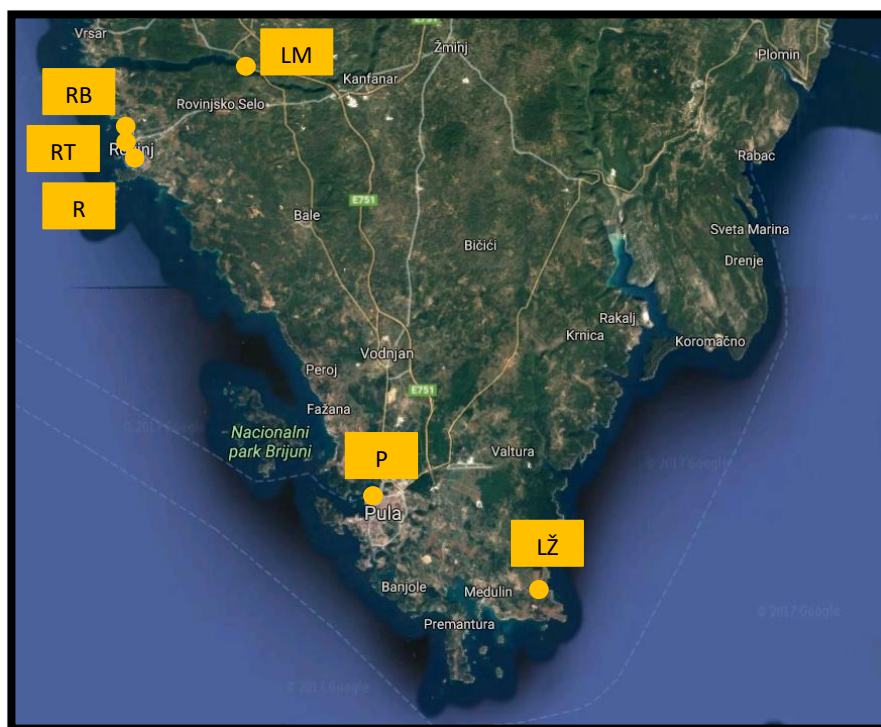 Vrsar
LM
Žminj
Plomin
RB
Kanfanar
Rovinjsko Selo
RT
Rovinj
Rabac
R
E751
Bale
Sveta Marina
Bičići
Drenje
Rakalj
Krnica
Koromačno
Vodnjan
Peroj
E751
Fažana
Nacionalni
park Brijuni
© 2017 Google
P
Valtura
© 2017 Google
Pula
LŽ
Banjole
Medulin
© 2017 Google
Premantura
© 2017 Google